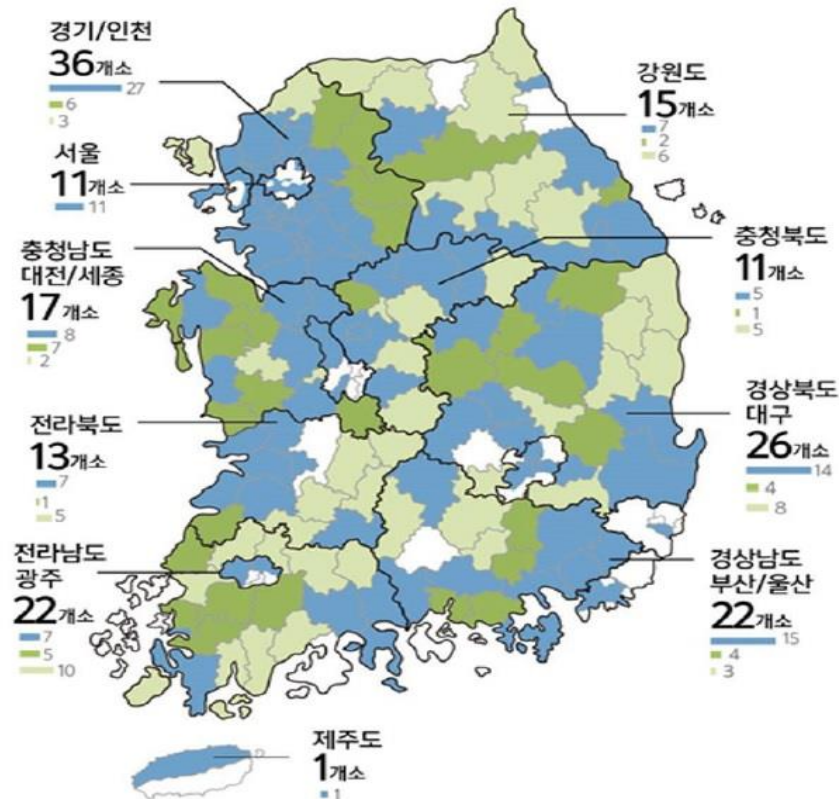 경기/인천
36개소
27
6
3
서울
11개소
11
충청남도
대전/세종
17개소
8
7
2
전라북도
13개소
7
1
5
전라남도
광주
22개소
7
5
10
강원도
15개소
7
2
6
충청북도
11개소
5
1
5
경상북도
대구
26개소
14
4
8
경상남도
부산/울산
22개소
15
4
3
제주도
1개소
1